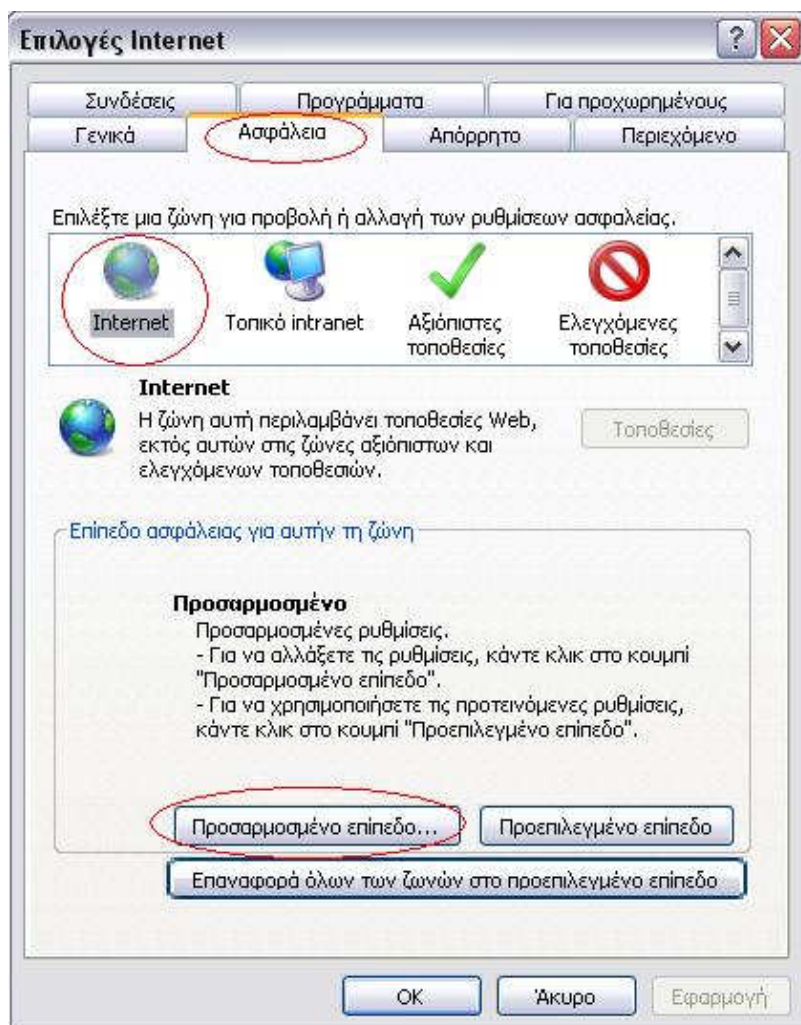 Επιλογές Internet
Συνδέσεις Προγράμματα Για προχωρημένους
Γενικά Ασφάλεια Απόρρητο Περιεχόμενο
Επιλέξτε μια ζώνη για προβολή ή αλλαγή των ρυθμίσεων ασφαλείας.
Internet Τοπικό intranet Αξιόπιστες τοποθεσίες Ελεγχόμενες τοποθεσίες
Internet
Η ζώνη αυτή περιλαμβάνει τοποθεσίες Web,
εκτός αυτών στις ζώνες αξιόπιστων και
ελεγχόμενων τοποθεσιών.
Τοποθεσίες
Επίπεδο ασφάλειας για αυτήν τη ζώνη
Προσαρμοσμένο
Προσαρμοσμένες ρυθμίσεις.
- Για να αλλάξετε τις ρυθμίσεις, κάντε κλικ στο κουμπί
"Προσαρμοσμένο επίπεδο".
- Για να χρησιμοποιήσετε τις προτεινόμενες ρυθμίσεις,
κάντε κλικ στο κουμπί "Προεπιλεγμένο επίπεδο".
Προσαρμοσμένο επίπεδο... Προεπιλεγμένο επίπεδο
Επαναφορά όλων των ζωνών στο προεπιλεγμένο επίπεδο
OK Άκυρο Εφαρμογή